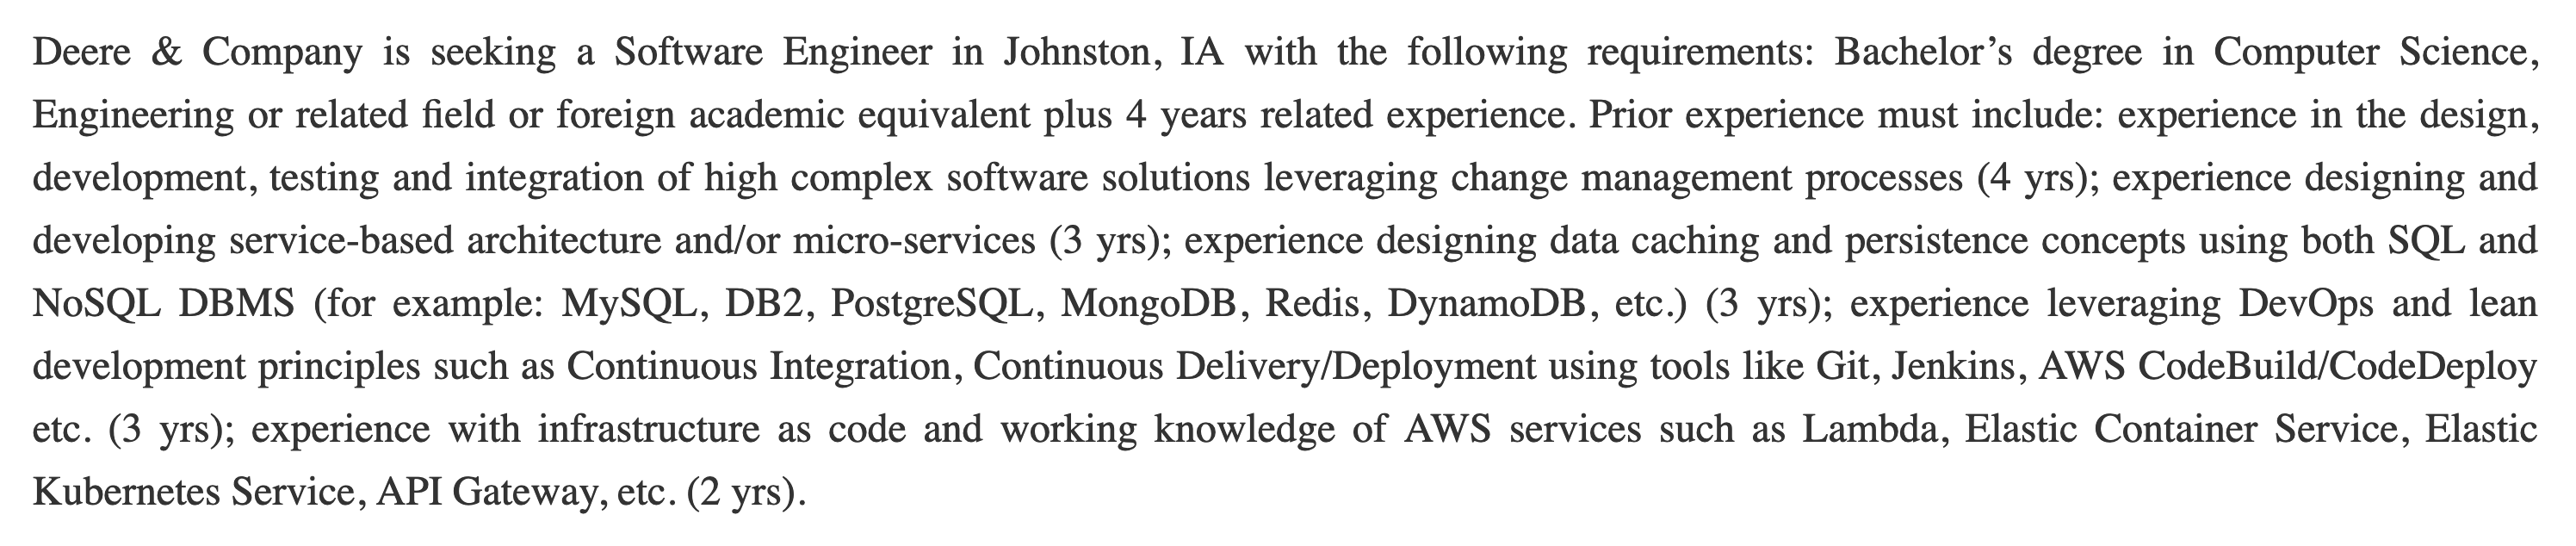 Deere & Company is seeking a Software Engineer in Johnston, IA with the following requirements: Bachelor’s degree in Computer Science,
Engineering or related field or foreign academic equivalent plus 4 years related experience. Prior experience must include: experience in the design,
development, testing and integration of high complex software solutions leveraging change management processes (4 yrs); experience designing and
developing service-based architecture and/or micro-services (3 yrs); experience designing data caching and persistence concepts using both SQL and
NoSQL DBMS (for example: MySQL, DB2, PostgreSQL, MongoDB, Redis, DynamoDB, etc.) (3 yrs); experience leveraging DevOps and lean
development principles such as Continuous Integration, Continuous Delivery/Deployment using tools like Git, Jenkins, AWS CodeBuild/CodeDeploy
etc. (3 yrs); experience with infrastructure as code and working knowledge of AWS services such as Lambda, Elastic Container Service, Elastic
Kubernetes Service, API Gateway, etc. (2 yrs).